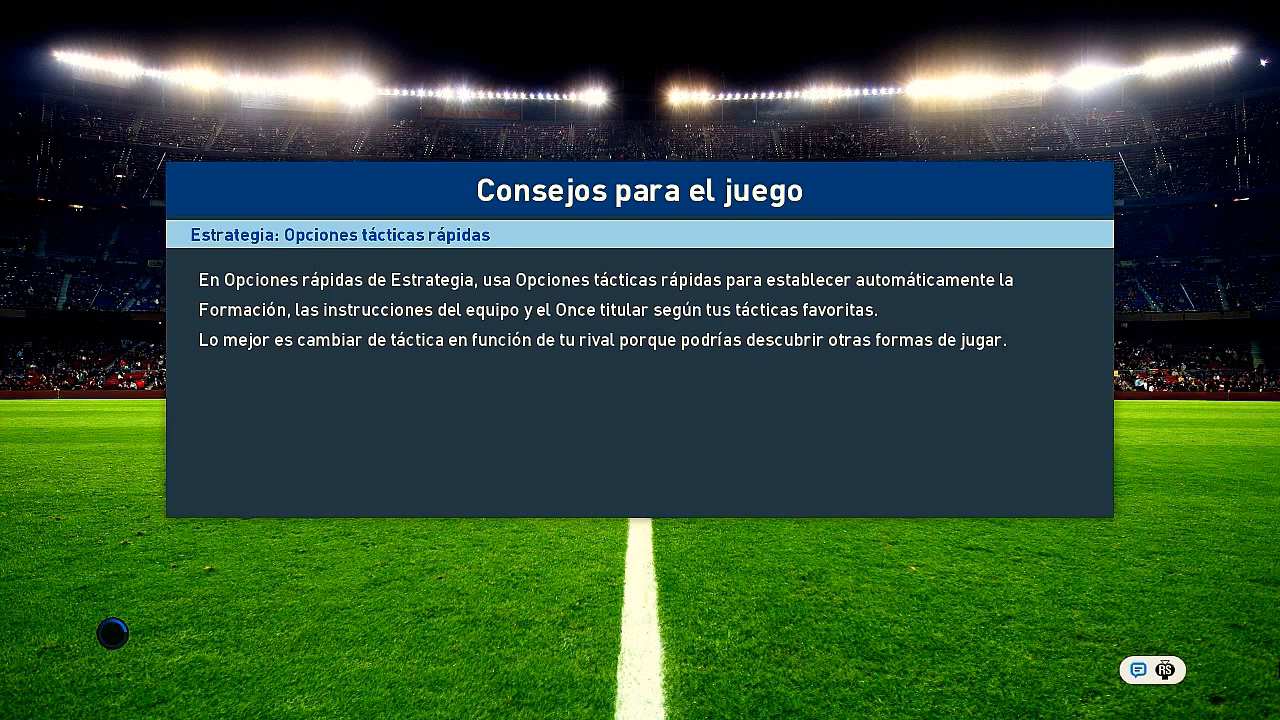 Consejos para el juego
Estrategia: Opciones tácticas rápidas
En Opciones rápidas de Estrategia, usa Opciones tácticas rápidas para establecer automáticamente la
Formación, las instrucciones del equipo y el Once titular según tus tácticas favoritas.
Lo mejor es cambiar de táctica en función de tu rival porque podrías descubrir otras formas de jugar.
RS